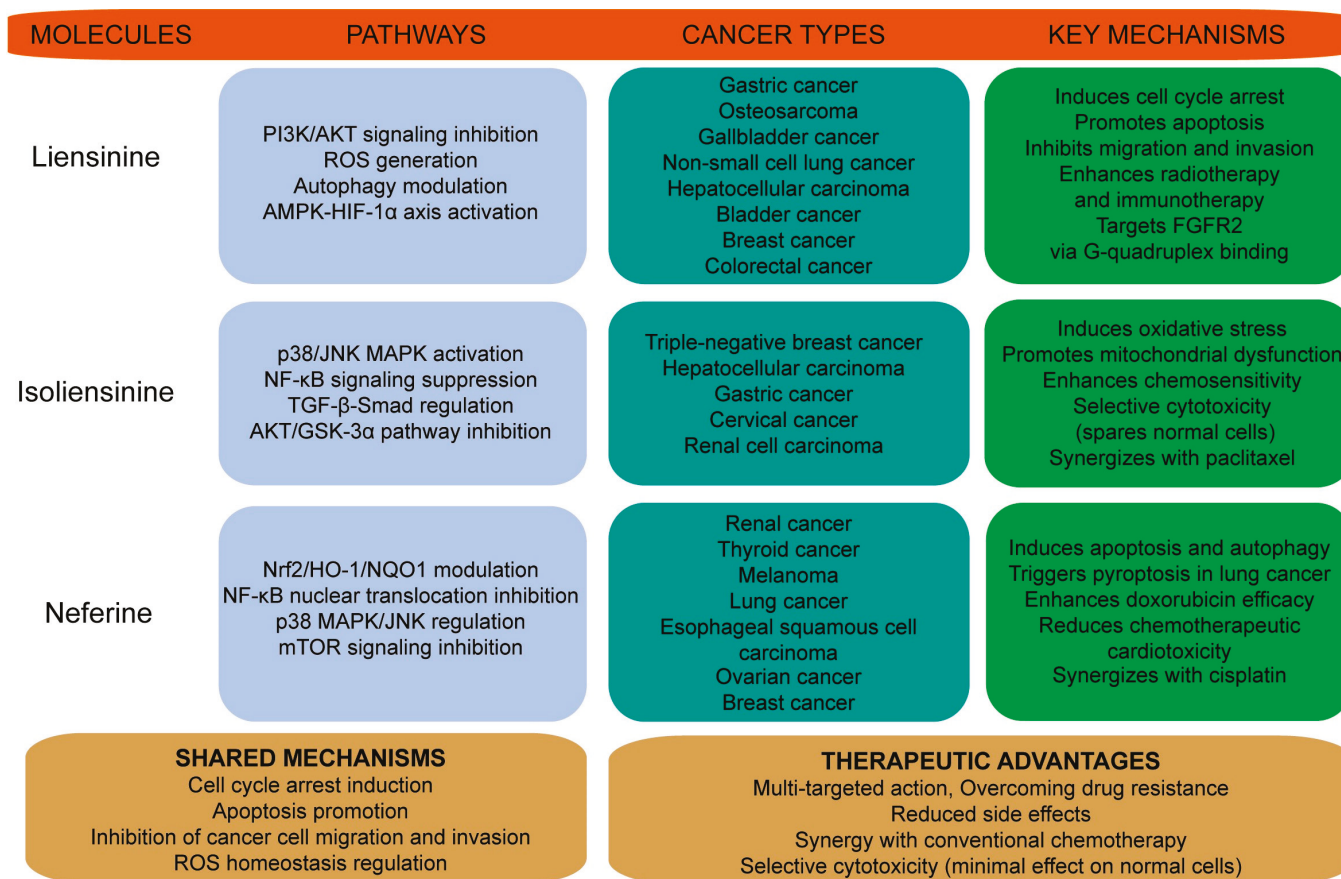 MOLECULES
PATHWAYS
CANCER TYPES
KEY MECHANISMS
Liensinine
PI3K/AKT signaling inhibition
ROS generation
Autophagy modulation
AMPK-HIF-1α axis activation
Gastric cancer
Osteosarcoma
Gallbladder cancer
Non-small cell lung cancer
Hepatocellular carcinoma
Bladder cancer
Breast cancer
Colorectal cancer
Induces cell cycle arrest
Promotes apoptosis
Inhibits migration and invasion
Enhances radiotherapy
and immunotherapy
Targets FGFR2
via G-quadruplex binding
Isoliensinine
p38/JNK MAPK activation
NF-κB signaling suppression
TGF-β-Smad regulation
AKT/GSK-3α pathway inhibition
Triple-negative breast cancer
Hepatocellular carcinoma
Gastric cancer
Cervical cancer
Renal cell carcinoma
Induces oxidative stress
Promotes mitochondrial dysfunction
Enhances chemosensitivity
Selective cytotoxicity
(spares normal cells)
Synergizes with paclitaxel
Neferine
Nrf2/HO-1/NQO1 modulation
NF-κB nuclear translocation inhibition
p38 MAPK/JNK regulation
mTOR signaling inhibition
Renal cancer
Thyroid cancer
Melanoma
Lung cancer
Esophageal squamous cell
carcinoma
Ovarian cancer
Breast cancer
Induces apoptosis and autophagy
Triggers pyroptosis in lung cancer
Enhances doxorubicin efficacy
Reduces chemotherapeutic
cardiotoxicity
Synergizes with cisplatin
SHARED MECHANISMS
Cell cycle arrest induction
Apoptosis promotion
Inhibition of cancer cell migration and invasion
ROS homeostasis regulation
THERAPEUTIC ADVANTAGES
Multi-targeted action, Overcoming drug resistance
Reduced side effects
Synergy with conventional chemotherapy
Selective cytotoxicity (minimal effect on normal cells)